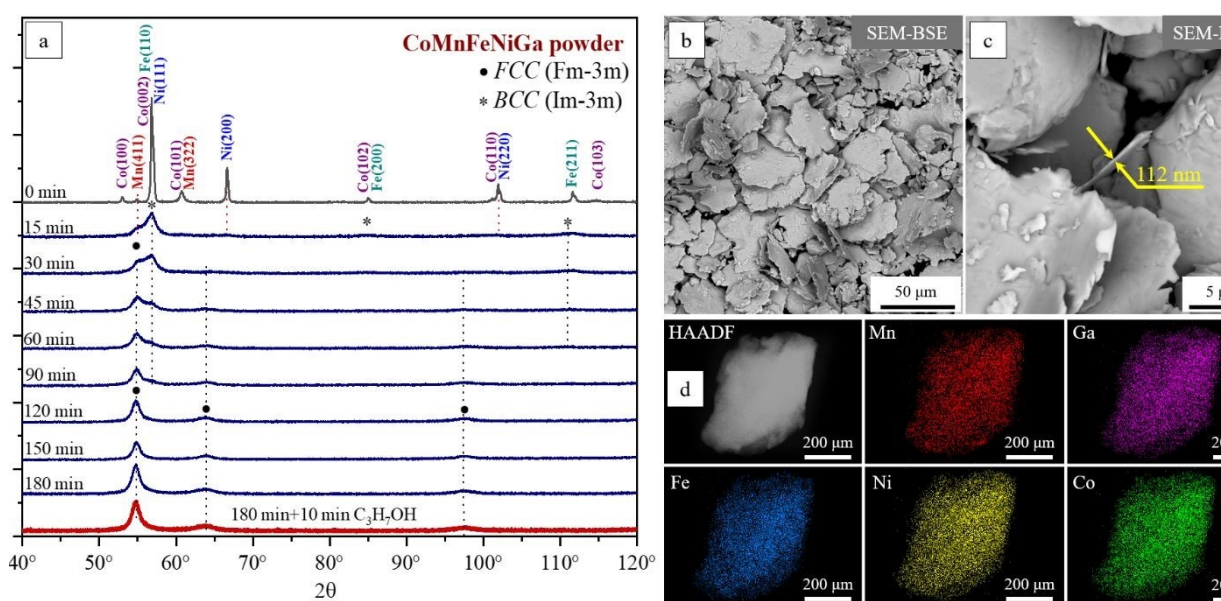 a
CoMnFeNiGa powder
● FCC (Fm-3m)
* BCC (Im-3m)
Co(100)
Mn(411)
Co(002) Fe(110)
Ni(111)
Co(101)
Mn(322)
Ni(200)
Co(102)
Fe(200)
Co(110)
Ni(220)
Fe(211)
Co(103)
0 min
15 min
30 min
45 min
60 min
90 min
120 min
150 min
180 min
180 min+10 min C₃H₇OH
40° 50° 60° 70° 80° 90° 100° 110° 120°
2θ
b
SEM-BSE
50 μm
c
SEM-
112 nm
5 μ
HAADF
d
200 μm
Mn
200 μm
Ga
20
Fe
200 μm
Ni
200 μm
Co
20